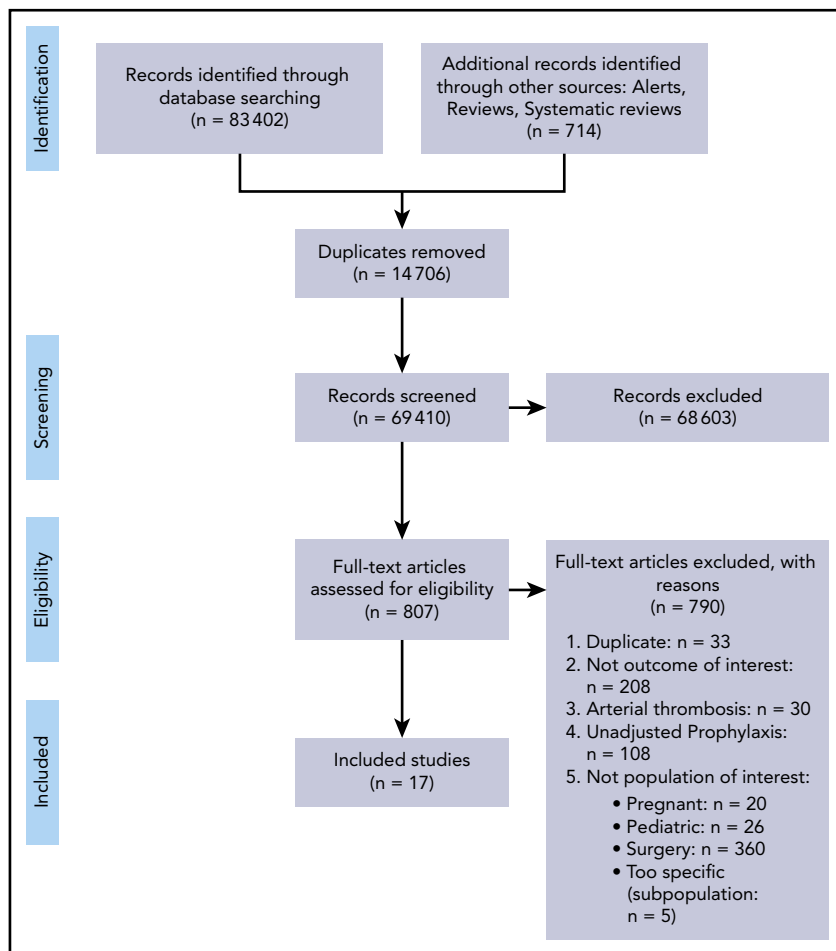 Identification
Records identified through
database searching
(n = 83 402)
Additional records identified
through other sources: Alerts,
Reviews, Systematic reviews
(n = 714)
Duplicates removed
(n = 14 706)
Screening
Records screened
(n = 69 410)
Records excluded
(n = 68 603)
Eligibility
Full-text articles
assessed for eligibility
(n = 807)
Full-text articles excluded, with
reasons
(n = 790)
1. Duplicate: n = 33
2. Not outcome of interest:
n = 208
3. Arterial thrombosis: n = 30
4. Unadjusted Prophylaxis:
n = 108
5. Not population of interest:
• Pregnant: n = 20
• Pediatric: n = 26
• Surgery: n = 360
• Too specific
(subpopulation:
n = 5)
Included
Included studies
(n = 17)